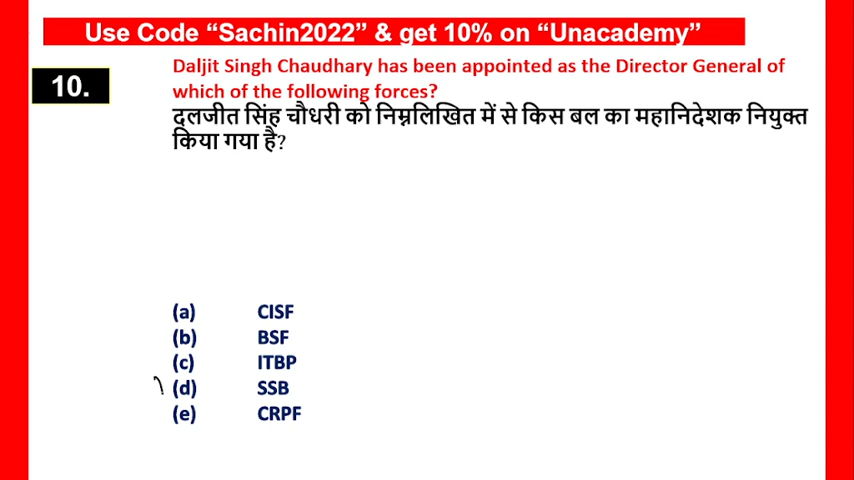 Use Code “Sachin2022” & get 10% on “Unacademy”
10.
Daljit Singh Chaudhary has been appointed as the Director General of
which of the following forces?
दलजीत सिंह चौधरी को निम्नलिखित में से किस बल का महानिदेशक नियुक्त
किया गया है?
(a) CISF
(b) BSF
(c) ITBP
(d) SSB
(e) CRPF